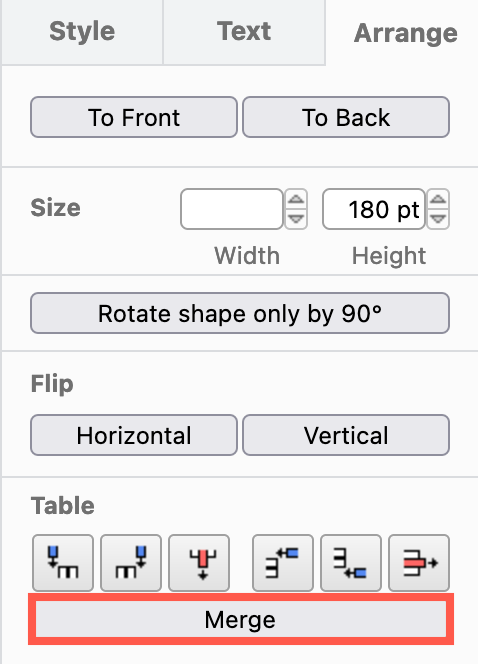 Style Text Arrange
To Front To Back
Size 180 pt
Width Height
Rotate shape only by 90°
Flip
Horizontal Vertical
Table
Merge